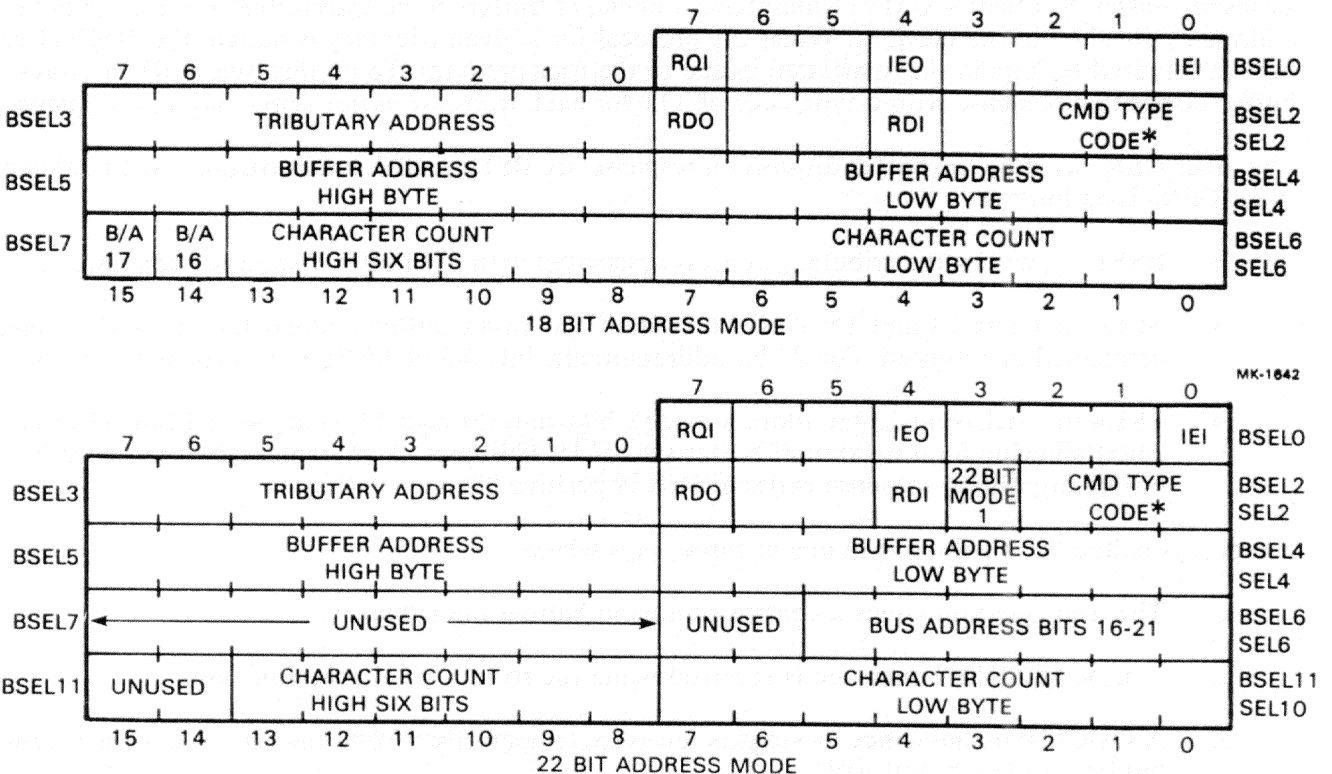 7 6 5 4 3 2 1 0
RQI IEO IEI BSEL0
7 6 5 4 3 2 1 0
BSEL3 TRIBUTARY ADDRESS RDO RDI CMD TYPE CODE* BSEL2 SEL2
BSEL5 BUFFER ADDRESS HIGH BYTE BUFFER ADDRESS LOW BYTE BSEL4 SEL4
BSEL7 B/A 17 B/A 16 CHARACTER COUNT HIGH SIX BITS CHARACTER COUNT LOW BYTE BSEL6 SEL6
15 14 13 12 11 10 9 8 7 6 5 4 3 2 1 0
18 BIT ADDRESS MODE
MK-1642
7 6 5 4 3 2 1 0
RQI IEO IEI BSEL0
7 6 5 4 3 2 1 0
BSEL3 TRIBUTARY ADDRESS RDO RDI 22 BIT MODE 1 CMD TYPE CODE* BSEL2 SEL2
BSEL5 BUFFER ADDRESS HIGH BYTE BUFFER ADDRESS LOW BYTE BSEL4 SEL4
BSEL7 UNUSED UNUSED BUS ADDRESS BITS 16-21 BSEL6 SEL6
BSEL11 UNUSED CHARACTER COUNT HIGH SIX BITS CHARACTER COUNT LOW BYTE BSEL11 SEL10
15 14 13 12 11 10 9 8 7 6 5 4 3 2 1 0
22 BIT ADDRESS MODE